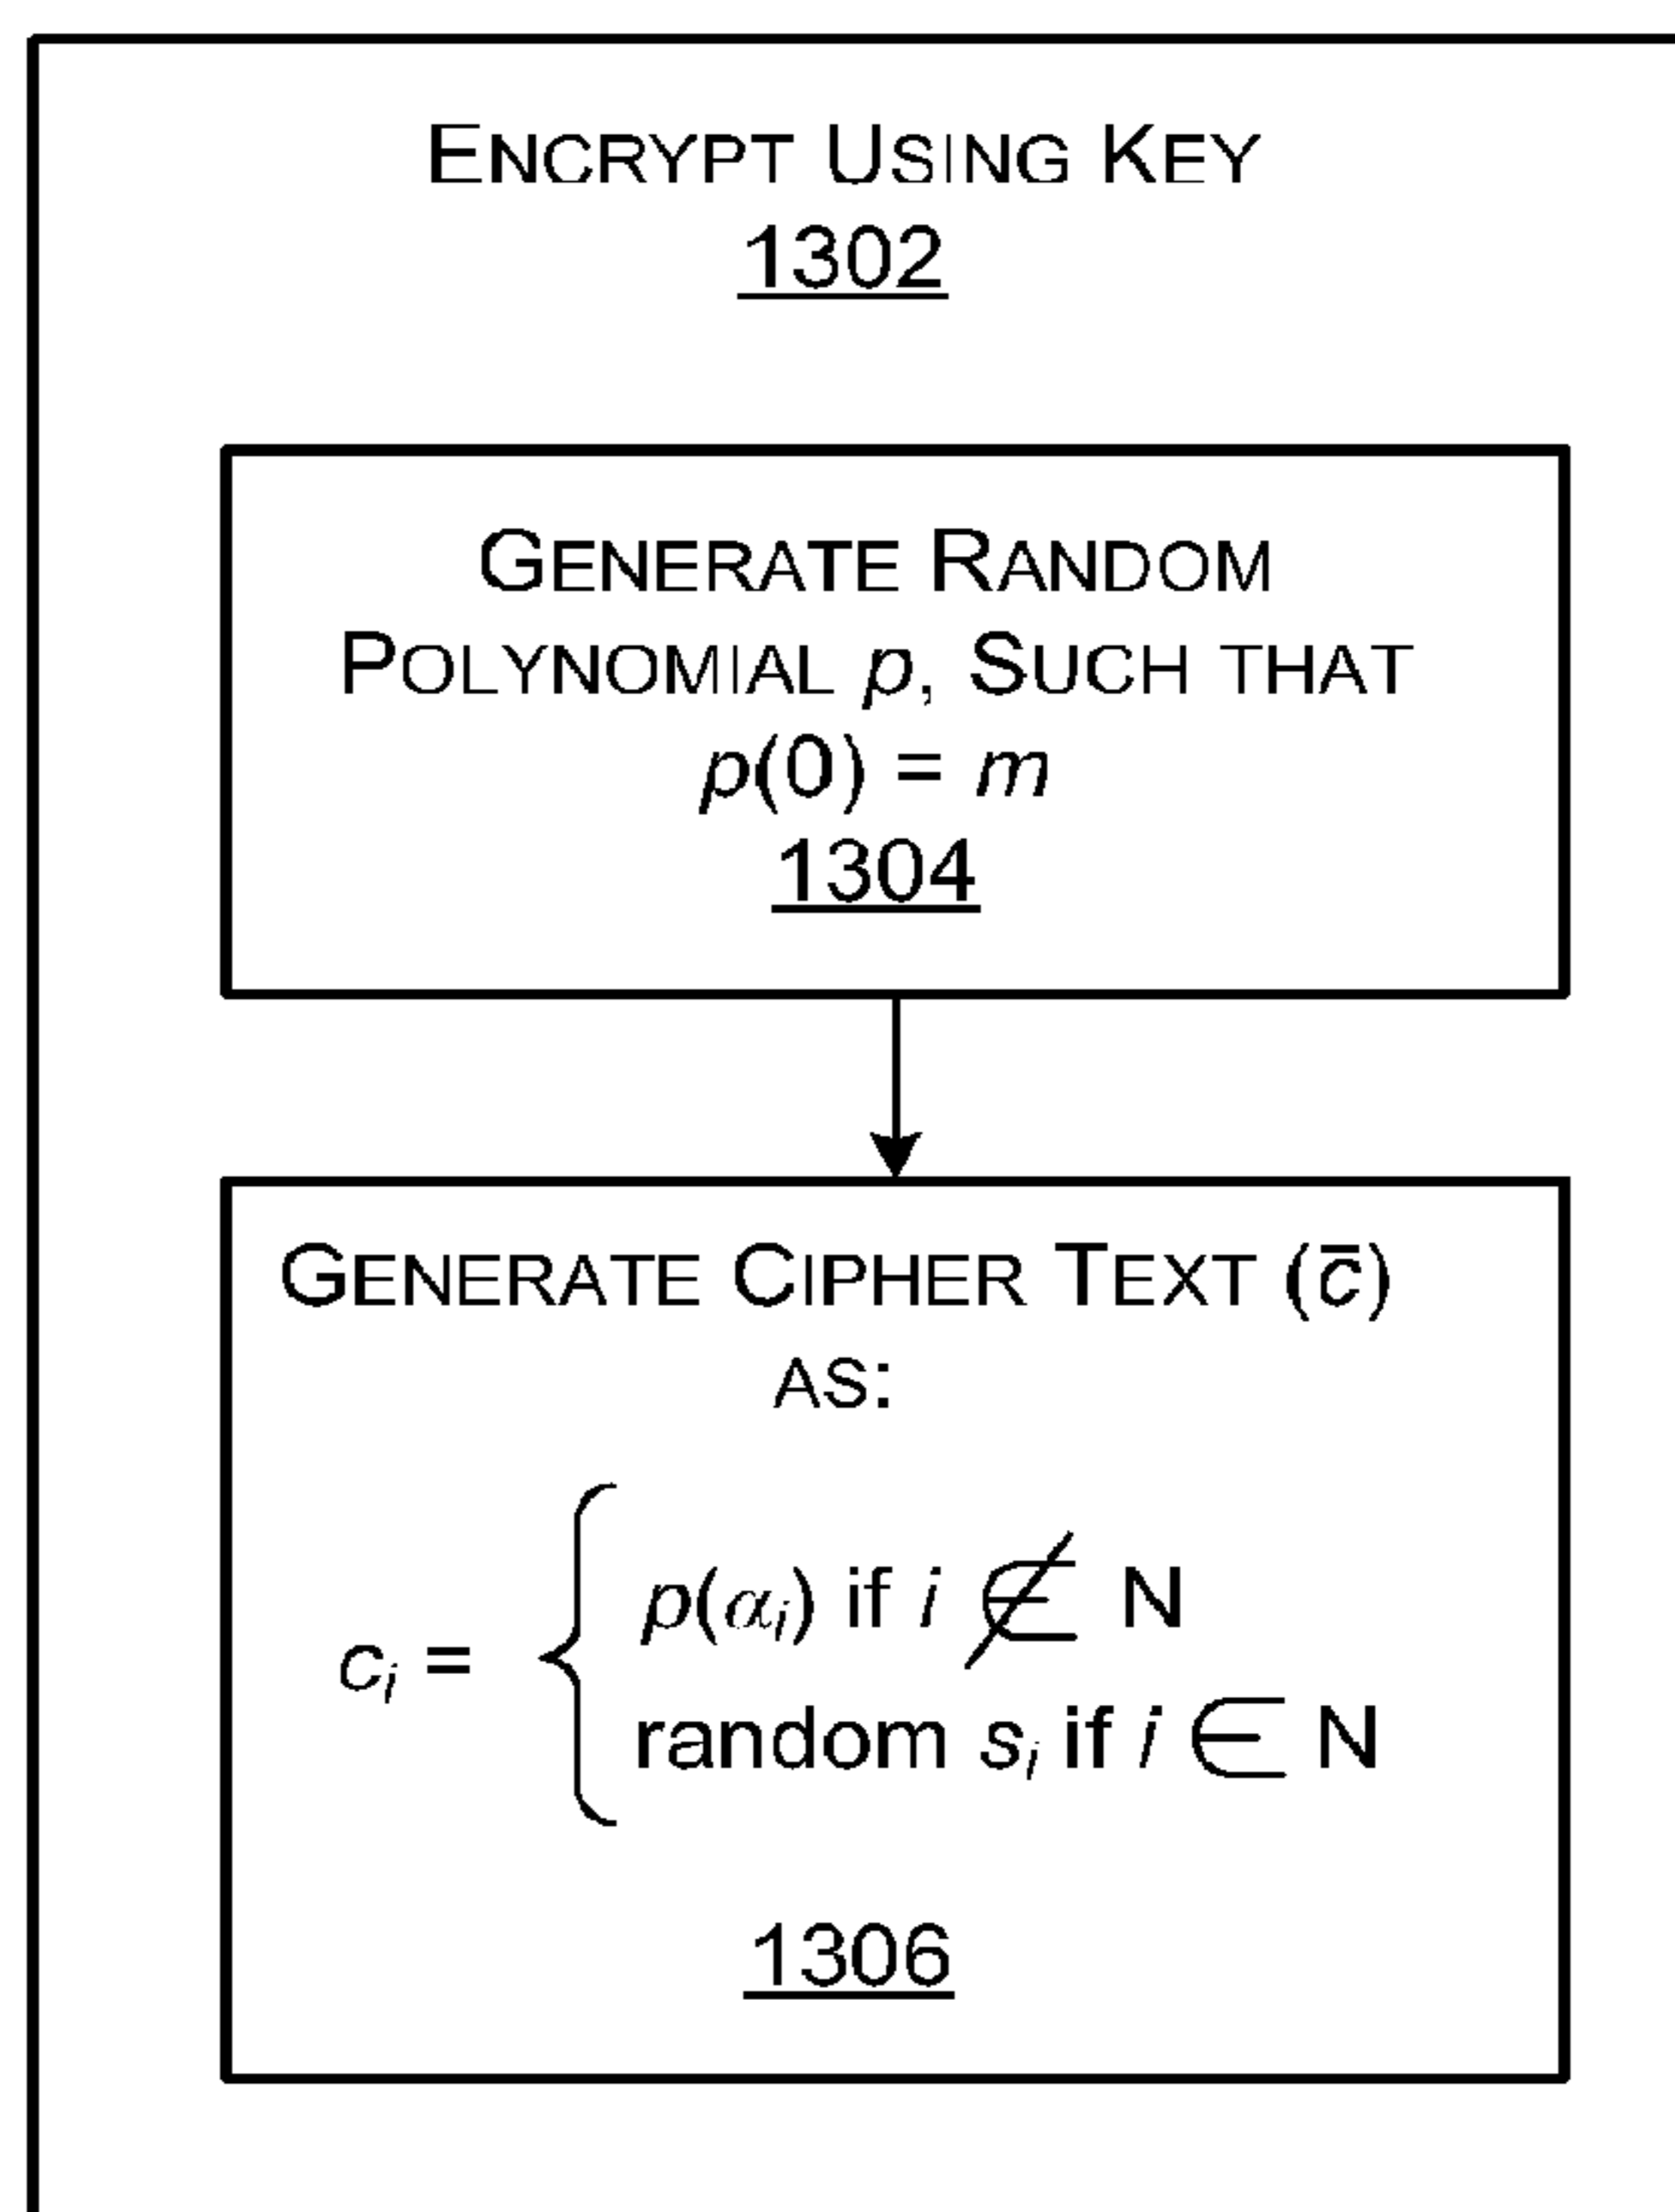 ENCRYPT USING KEY
1302
GENERATE RANDOM
POLYNOMIAL p, SUCH THAT
p(0) = m
1304
GENERATE CIPHER TEXT (c̅)
AS:
cᵢ =
p(αᵢ) if i ∉ N
random sᵢ if i ∈ N
1306